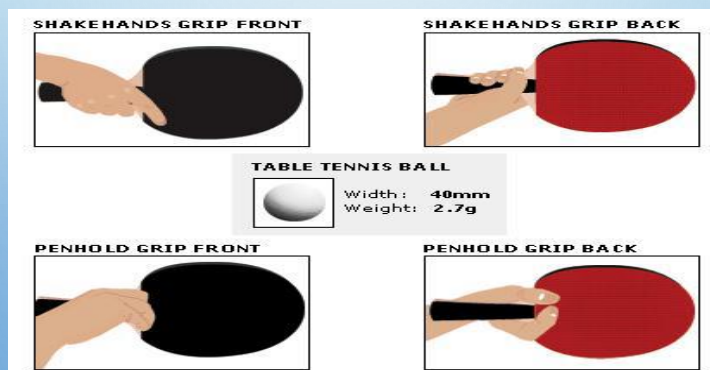 SHAKEHANDS GRIP FRONT
SHAKEHANDS GRIP BACK
TABLE TENNIS BALL
Width: 40mm
Weight: 2.7g
PENHOLD GRIP FRONT
PENHOLD GRIP BACK